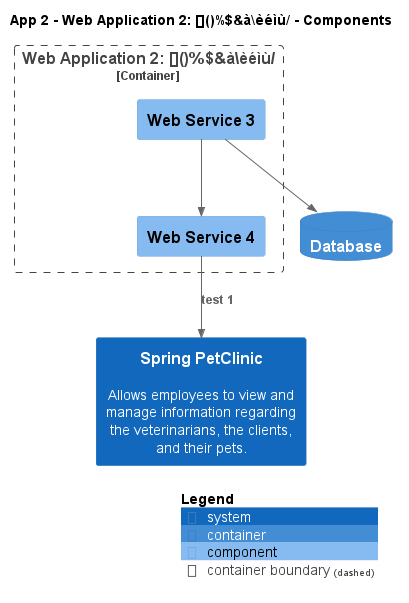 App 2 - Web Application 2: []()%$&à\èéìù/ - Components
Web Application 2: []()%$&à\èéìù/
[Container]
Web Service 3
Web Service 4
Database
test 1
Spring PetClinic
Allows employees to view and
manage information regarding
the veterinarians, the clients,
and their pets.
Legend
system
container
component
container boundary (dashed)